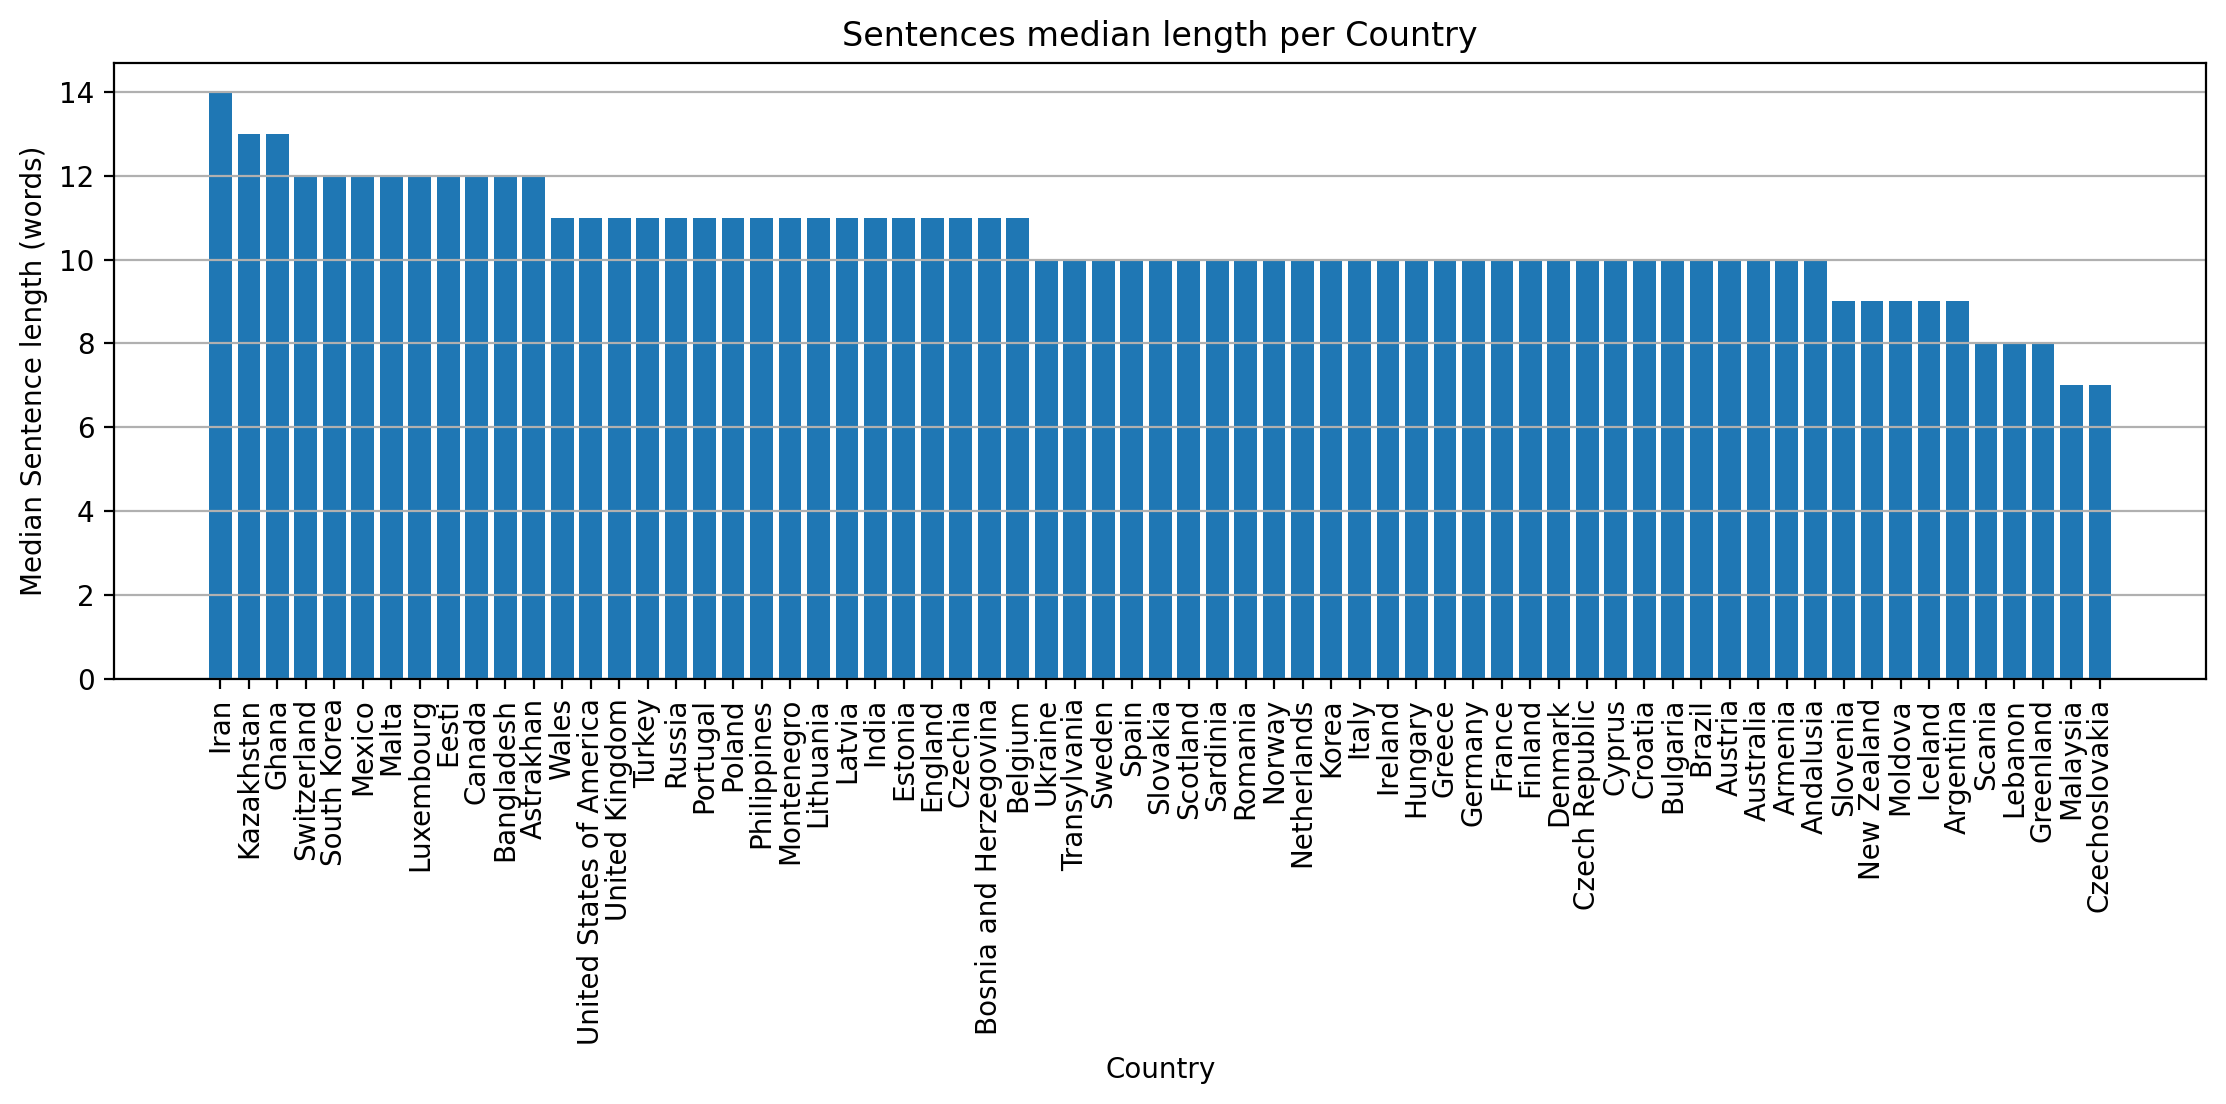 Sentences median length per Country
Median Sentence length (words)
14
12
10
8
6
4
2
0
Iran
Kazakhstan
Ghana
Switzerland
South Korea
Mexico
Malta
Luxembourg
Eesti
Canada
Bangladesh
Astrakhan
Wales
United States of America
United Kingdom
Turkey
Russia
Portugal
Poland
Philippines
Montenegro
Lithuania
Latvia
India
Estonia
England
Czechia
Bosnia and Herzegovina
Belgium
Ukraine
Transylvania
Sweden
Spain
Slovakia
Scotland
Sardinia
Romania
Norway
Netherlands
Korea
Italy
Ireland
Hungary
Greece
Germany
France
Finland
Denmark
Czech Republic
Cyprus
Croatia
Bulgaria
Brazil
Austria
Australia
Armenia
Andalusia
Slovenia
New Zealand
Moldova
Iceland
Argentina
Scania
Lebanon
Greenland
Malaysia
Czechoslovakia
Country